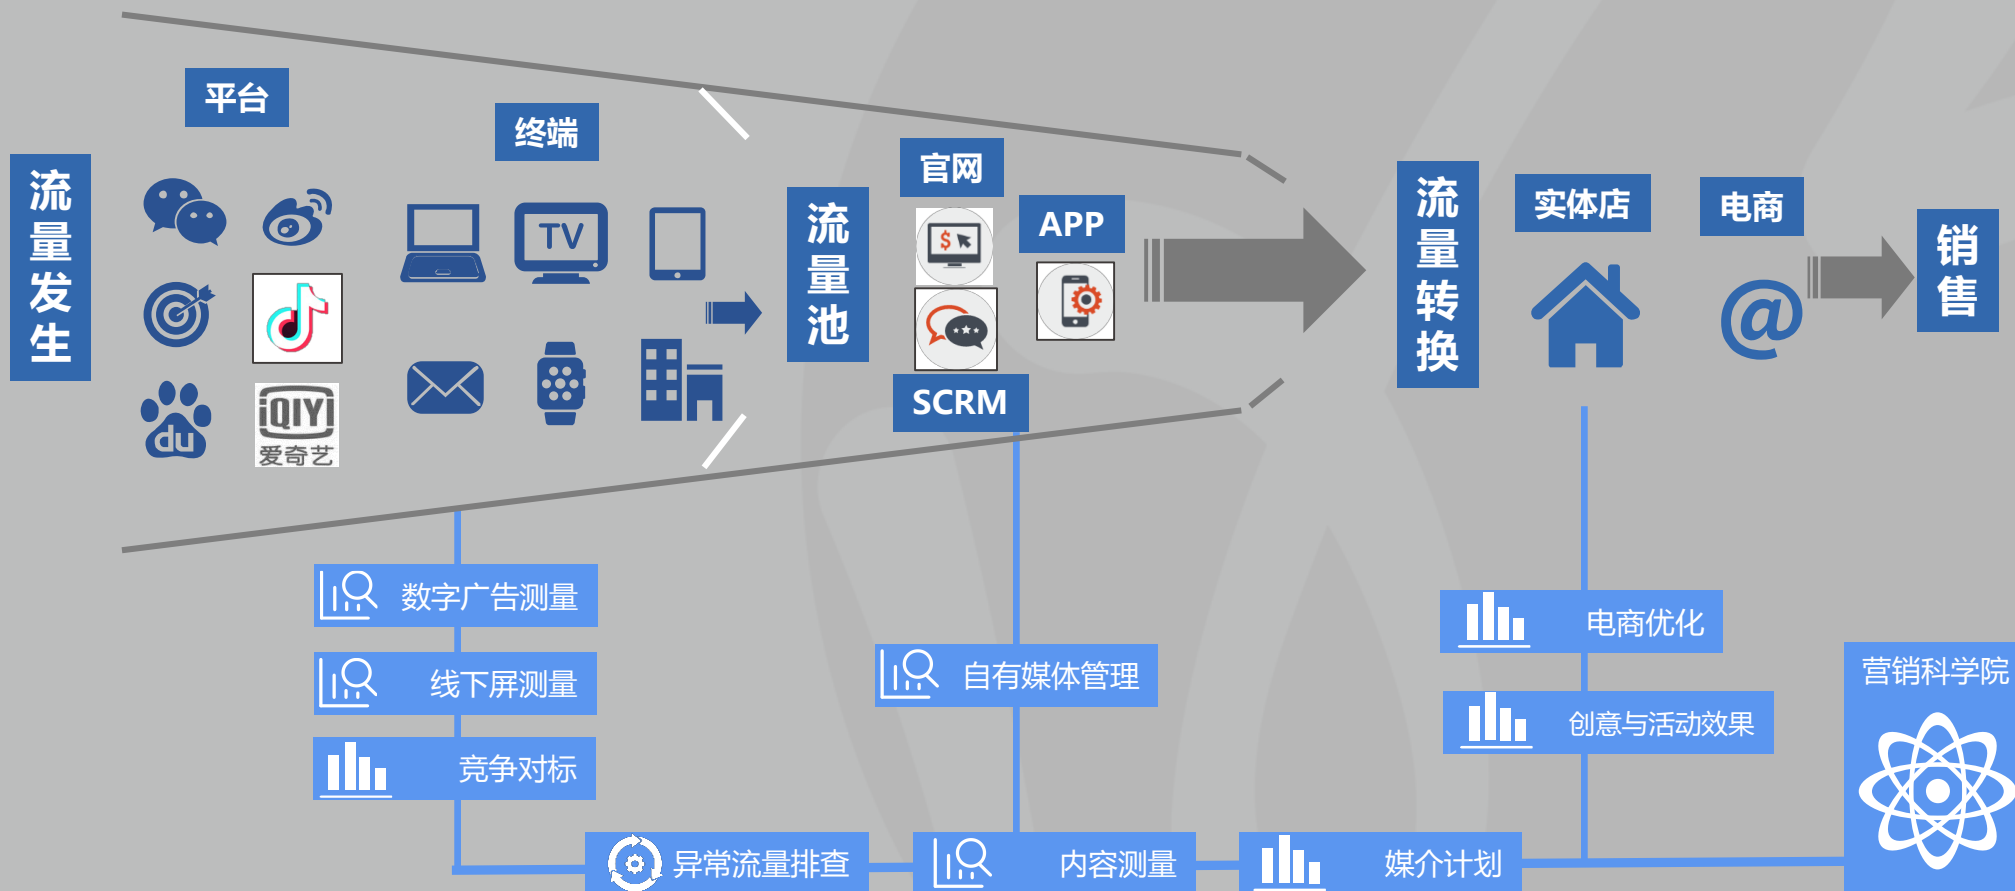 流量发生
平台
终端
TV
du
iQIYI
爱奇艺
流量池
官网
$
APP
SCRM
流量转换
实体店
电商
@
销售
数字广告测量
线下屏测量
竞争对标
自有媒体管理
电商优化
创意与活动效果
营销科学院
异常流量排查
内容测量
媒介计划